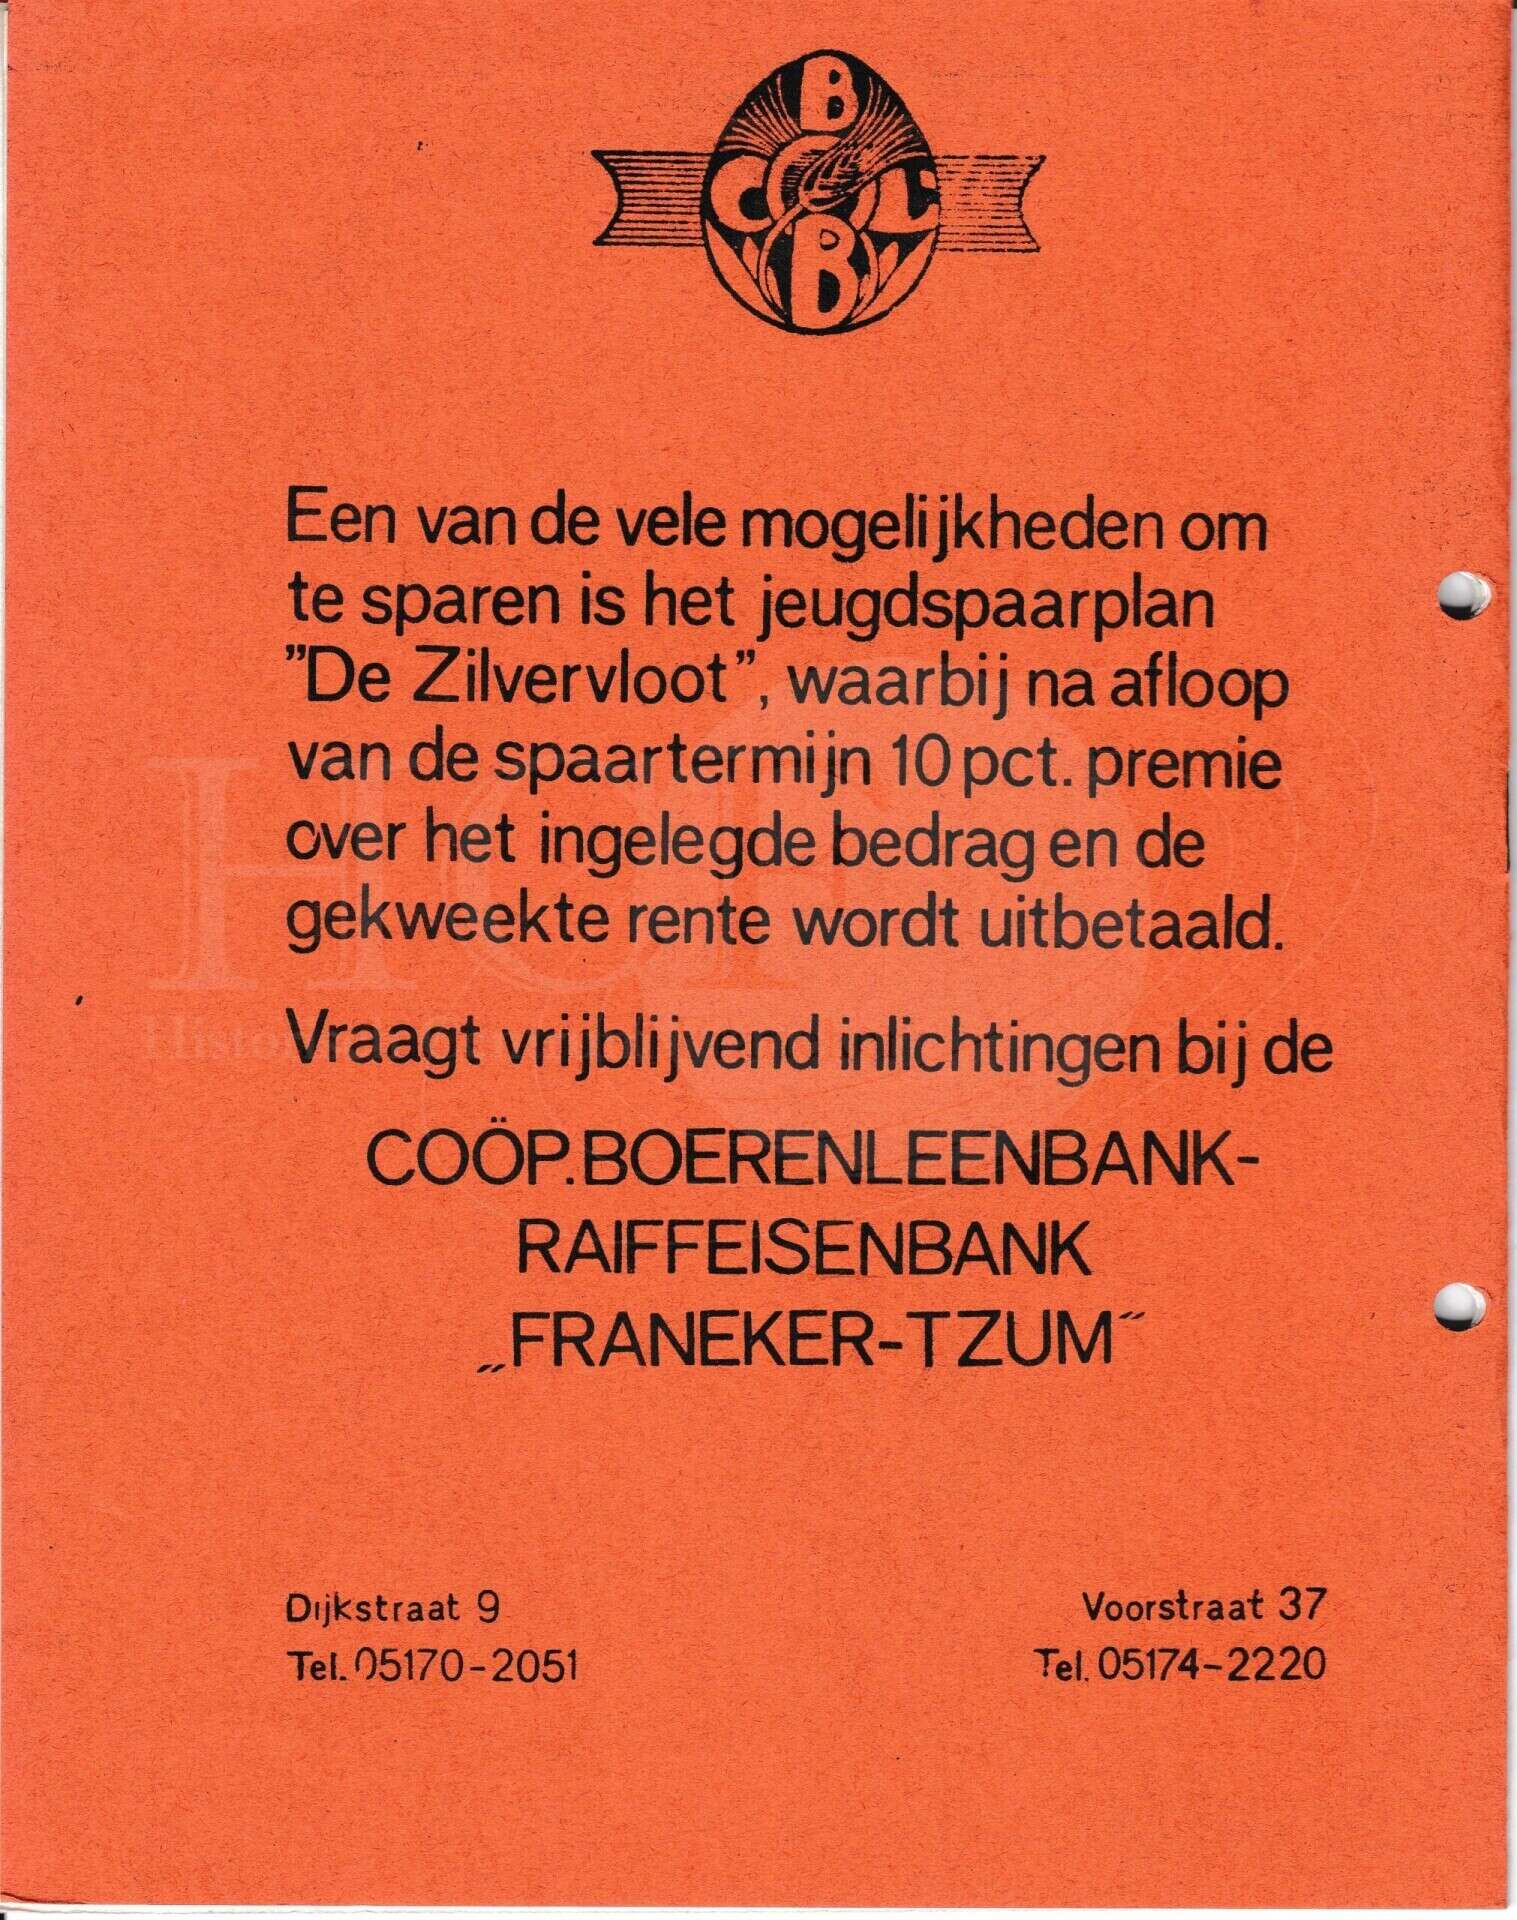 B
C O L
B
Een van de vele mogelijkheden om
te sparen is het jeugdspaarplan
”De Zilvervloot”, waarbij na afloop
van de spaartermijn 10 pct. premie
over het ingelegde bedrag en de
gekweekte rente wordt uitbetaald.
Vraagt vrijblijvend inlichtingen bij de
COÖP. BOERENLEENBANK-
RAIFFEISENBANK
„FRANEKER-TZUM”
Dijkstraat 9
Tel. 05170-2051
Voorstraat 37
Tel. 05174-2220